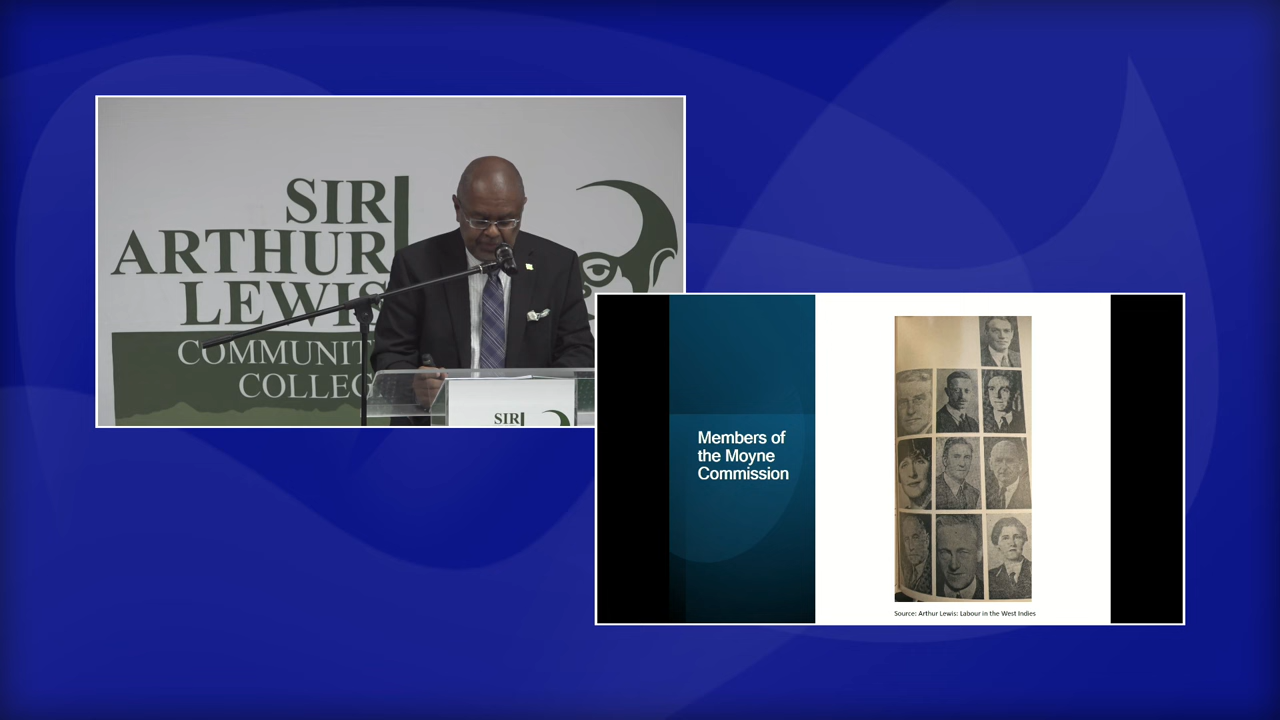 SIR
ARTHUR
LEWIS
COMMUNIT
COLLEG
SIR
Members of
the Moyne
Commission
Source: Arthur Lewis: Labour in the West Indies